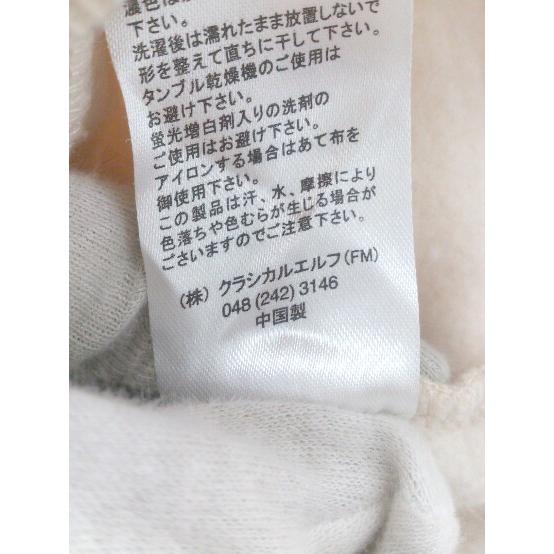 濃色は
下さい。
洗濯後は濡れたまま放置しないで
形を整えて直ちに干して下さい。
タンブル乾燥機のご使用は
お避け下さい。
蛍光増白剤入りの洗剤の
ご使用はお避け下さい。
アイロンする場合はあて布を
御使用下さい。
この製品は汗、水、摩擦により
色落ちや色むらが生じる場合が
ございますのでご注意下さい。
(株) クラシカルエルフ(FM)
048 (242) 3146
中国製